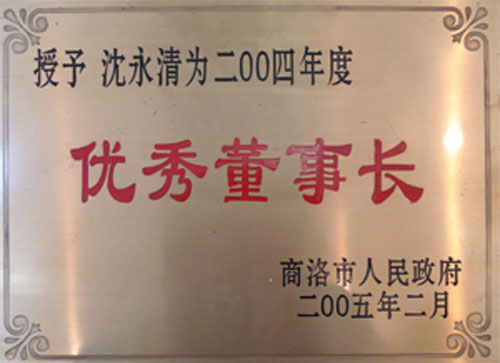 授予 沈永清为二00四年度
优秀董事长
商洛市人民政府
二00五年二月